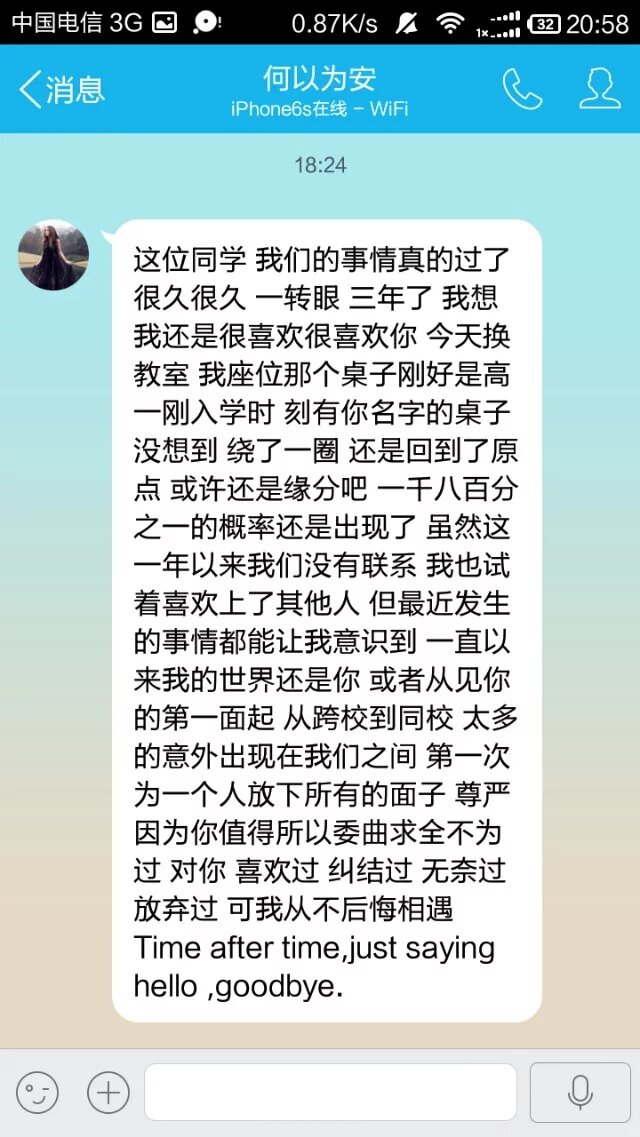 中国电信 3G 0.87K/s 1x 32 20:58
消息
何以为安
iPhone6s在线 - WiFi
18:24
这位同学 我们的事情真的过了
很久很久 一转眼 三年了 我想
我还是很喜欢很喜欢你 今天换
教室 我座位那个桌子刚好是高
一刚入学时 刻有你名字的桌子
没想到 绕了一圈 还是回到了原
点 或许还是缘分吧 一千八百分
之一的概率还是出现了 虽然这
一年以来我们没有联系 我也试
着喜欢上了其他人 但最近发生
的事情都能让我意识到 一直以
来我的世界还是你 或者从见你
的第一面起 从跨校到同校 太多
的意外出现在我们之间 第一次
为一个人放下所有的面子 尊严
因为你值得所以委曲求全不为
过 对你 喜欢过 纠结过 无奈过
放弃过 可我从不后悔相遇
Time after time,just saying
hello ,goodbye.